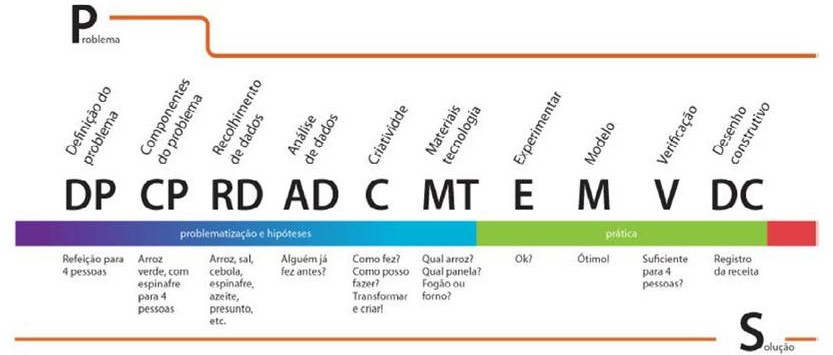 Problema
Definição do
problema
Componentes
do problema
Recolhimento
de dados
Análise
de dados
Criatividde
Materiais
tecnologia
Experimentar
Modelo
Verificação
Desenho
construtivo
DP CP RD AD C MT E M V DC
problematização e hipóteses
prática
Refeição para
4 pessoas
Arroz
verde, com
espinafre
para 4
pessoas
Arroz, sal,
cebola,
espinafre,
azeite,
presunto,
etc.
Alguém já
fez antes?
Como fez?
Como posso
fazer?
Transformar
e criar!
Qual arroz?
Qual panela?
Fogão ou
forno?
Ok?
Ótimo!
Suficiente
para 4
pessoas?
Registro
da receita
Solução